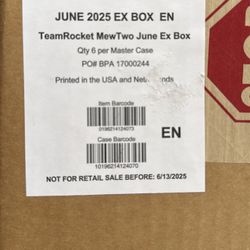 JUNE 2025 EX BOX EN
TeamRocket MewTwo June Ex Box
Qty 6 per Master Case
PO# BPA 17000244
Printed in the USA and
Item Barcode
0196214124073
EN
Case Barcode
10196214124070
NOT FOR RETAIL SALE BEFORE: 6/13/2025